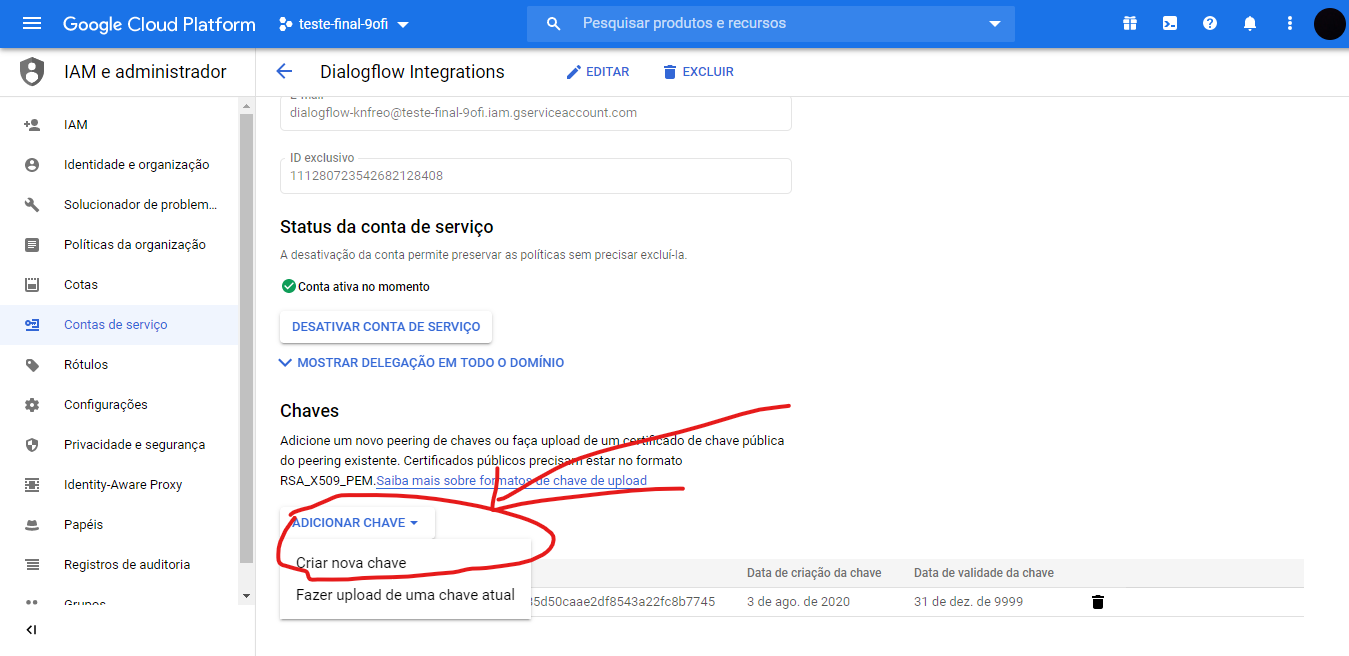 Google Cloud Platform
teste-final-9ofi
Pesquisar produtos e recursos
IAM e administrador
Dialogflow Integrations
EDITAR
EXCLUIR
IAM
Identidade e organização
Solucionador de problem...
Políticas da organização
Cotas
Contas de serviço
Rótulos
Configurações
Privacidade e segurança
Identity-Aware Proxy
Papéis
Registros de auditoria
Grupos
E-mail
dialogflow-knfreo@teste-final-9ofi.iam.gserviceaccount.com
ID exclusivo
111280723542682128408
Status da conta de serviço
A desativação da conta permite preservar as políticas sem precisar excluí-la.
Conta ativa no momento
DESATIVAR CONTA DE SERVIÇO
MOSTRAR DELEGAÇÃO EM TODO O DOMÍNIO
Chaves
Adicione um novo peering de chaves ou faça upload de um certificado de chave pública
do peering existente. Certificados públicos precisam estar no formato
RSA_X509_PEM.Saiba mais sobre formatos de chave de upload
ADICIONAR CHAVE
Criar nova chave
Fazer upload de uma chave atual
Data de criação da chave
Data de validade da chave
35d50caae2df8543a22fc8b7745
3 de ago. de 2020
31 de dez. de 9999